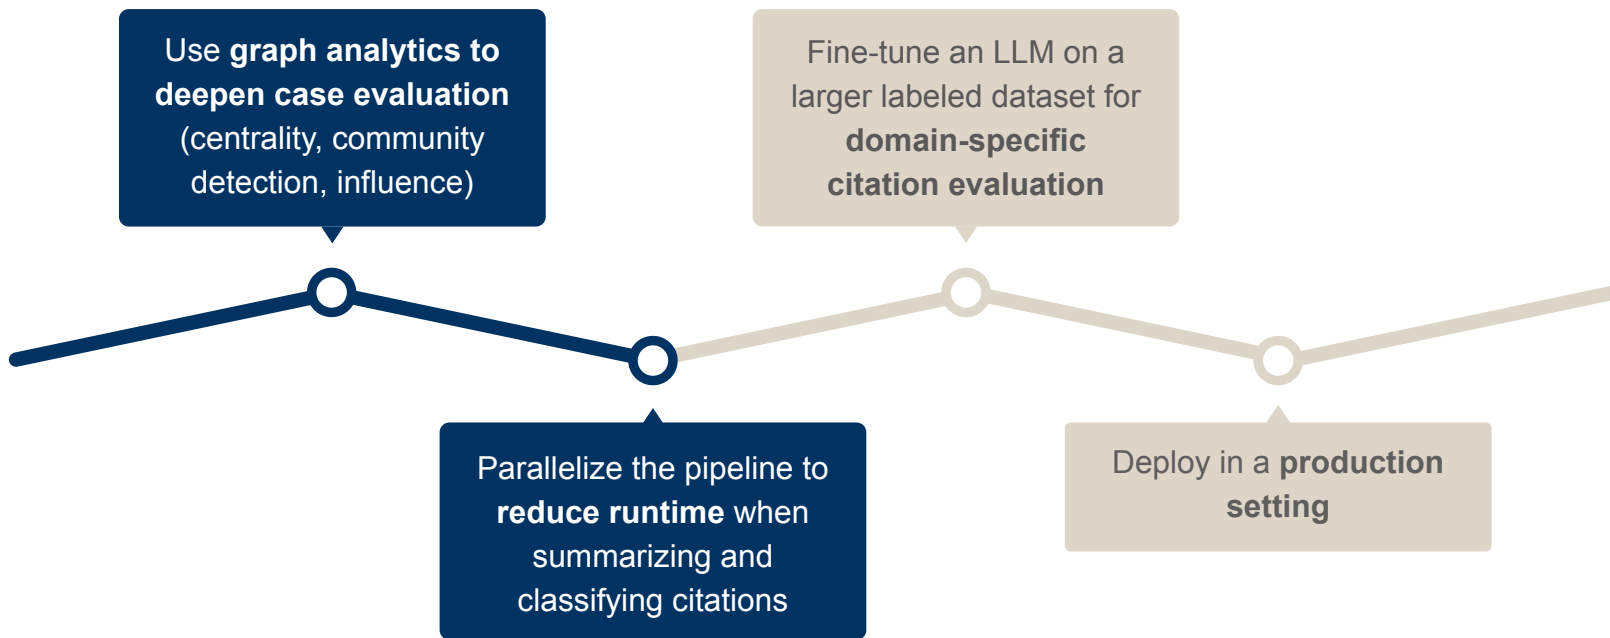 Use graph analytics to
deepen case evaluation
(centrality, community
detection, influence)
Parallelize the pipeline to
reduce runtime when
summarizing and
classifying citations
Fine-tune an LLM on a
larger labeled dataset for
domain-specific
citation evaluation
Deploy in a production
setting